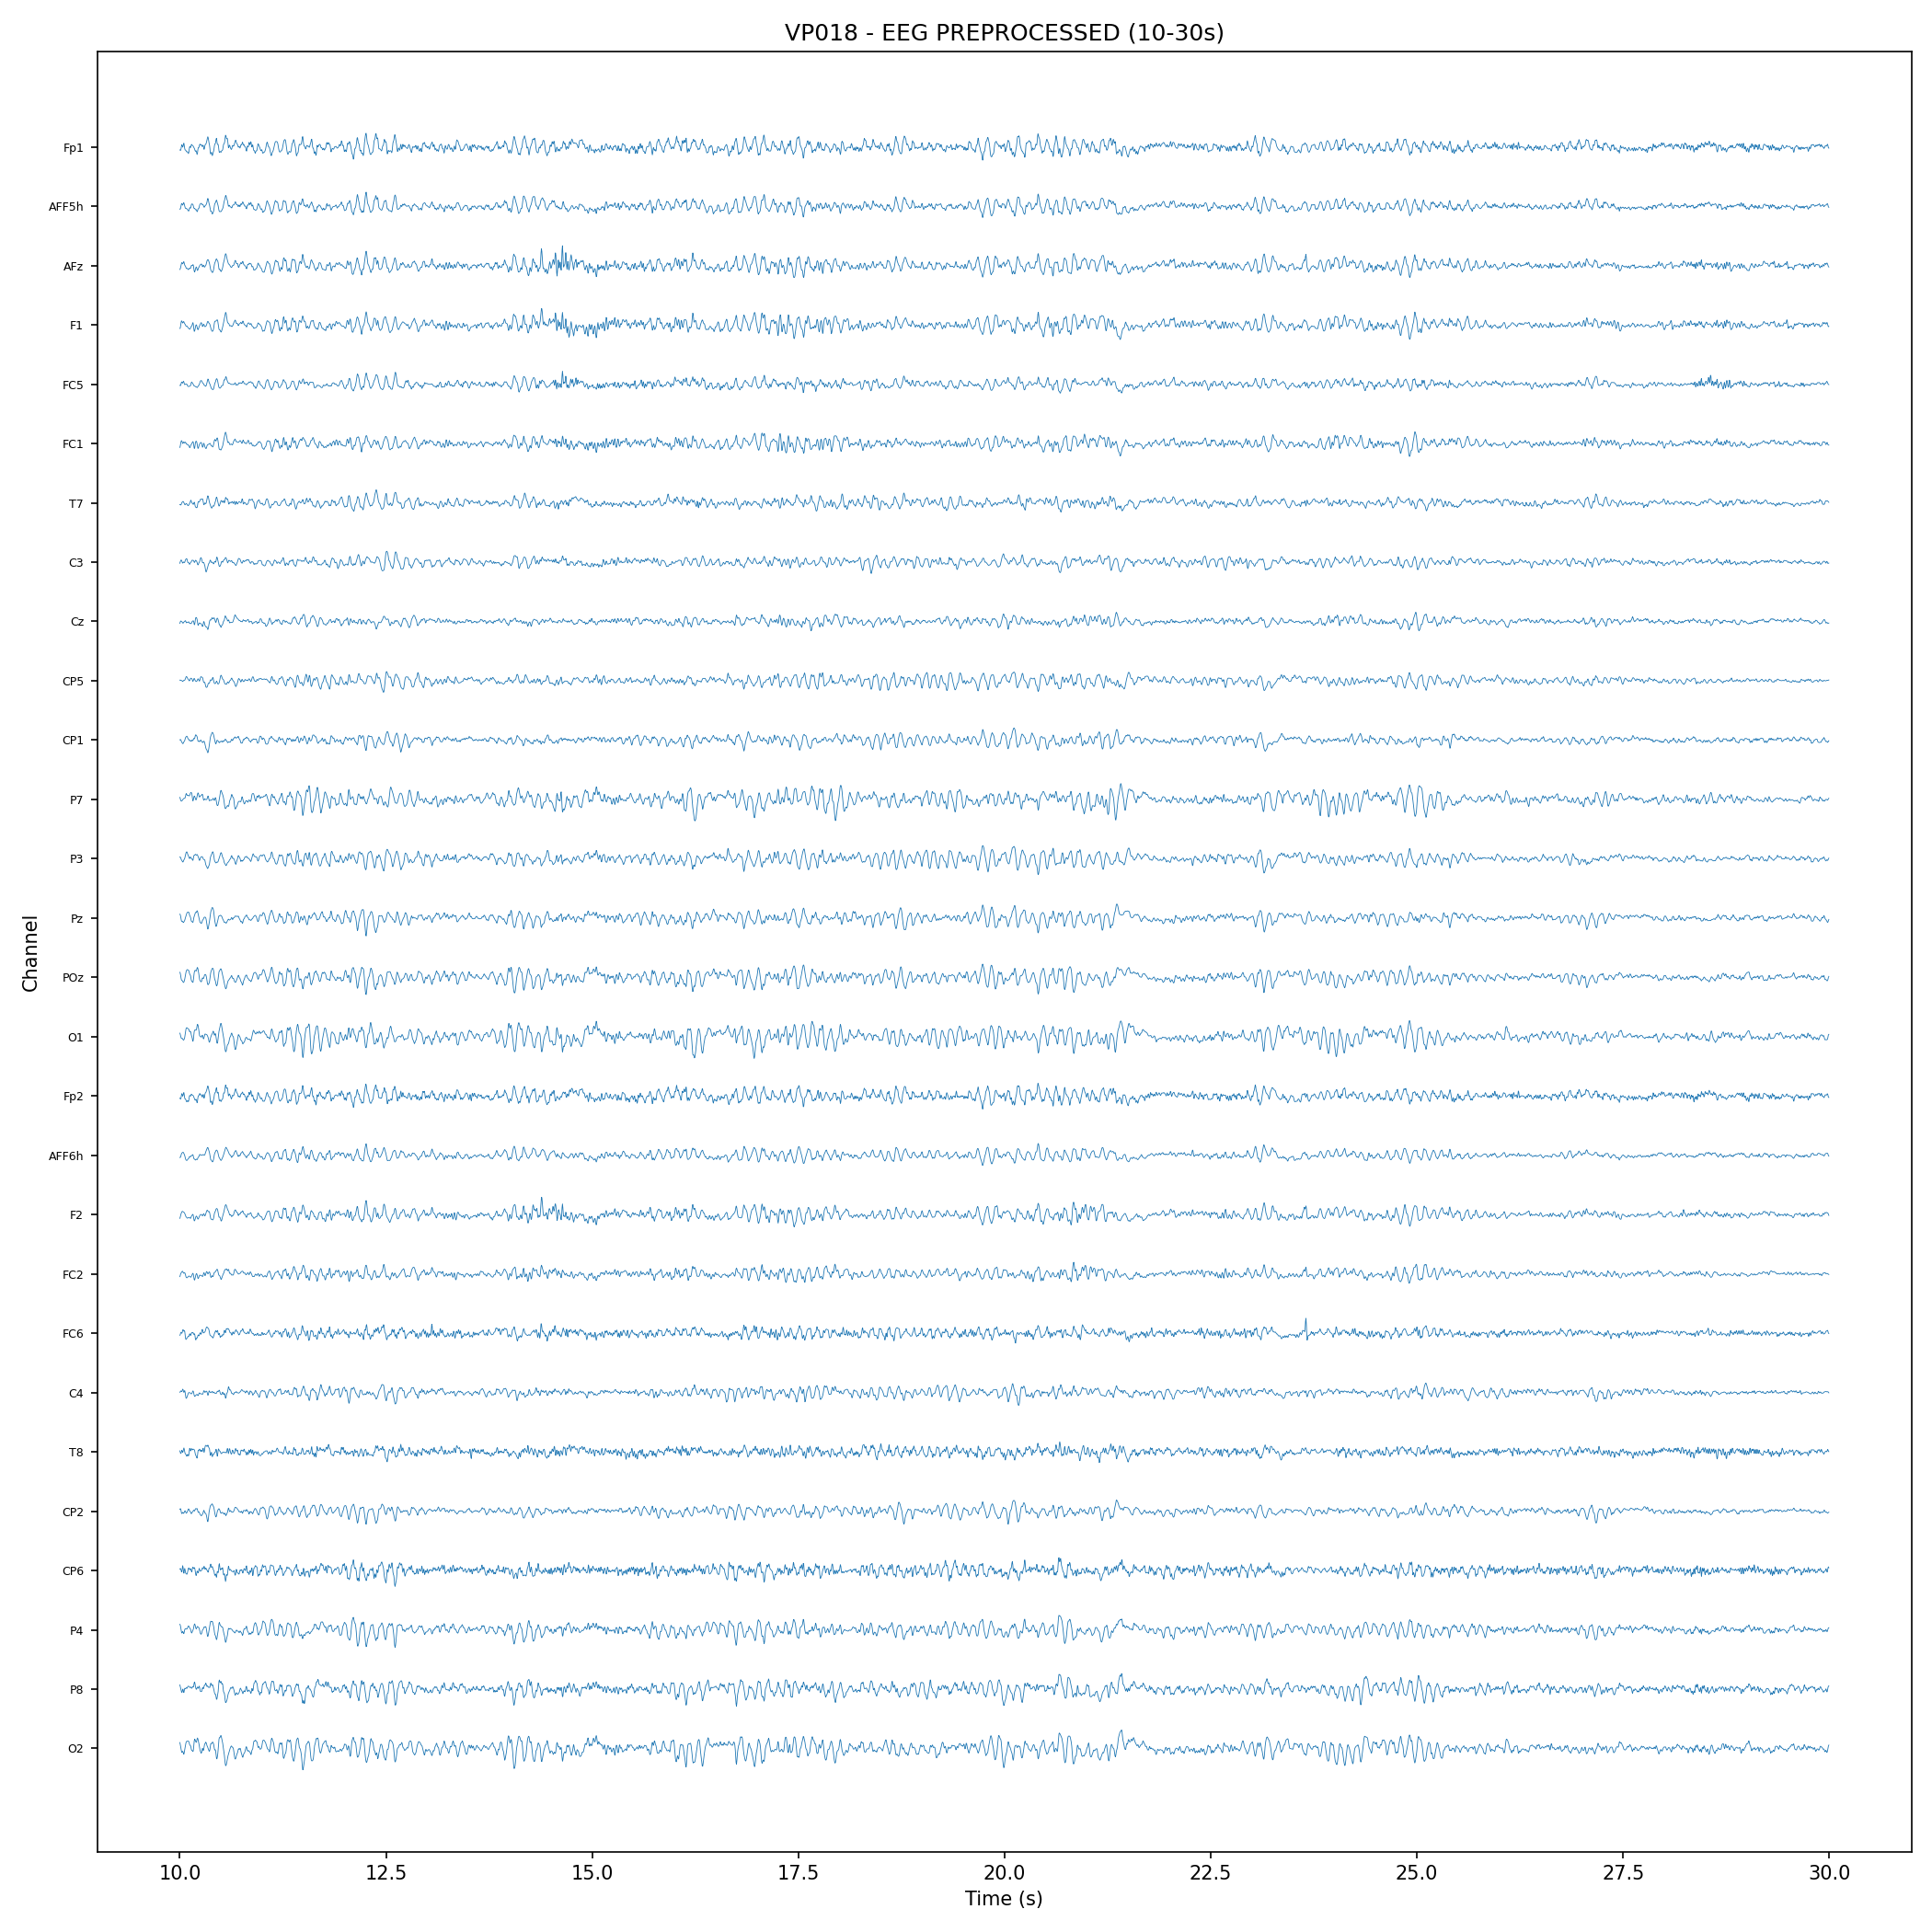 VP018 - EEG PREPROCESSED (10-30s)
Channel
Fp1
AFF5h
AFz
F1
FC5
FC1
T7
C3
Cz
CP5
CP1
P7
P3
Pz
POz
O1
Fp2
AFF6h
F2
FC2
FC6
C4
T8
CP2
CP6
P4
P8
O2
10.0 12.5 15.0 17.5 20.0 22.5 25.0 27.5 30.0
Time (s)